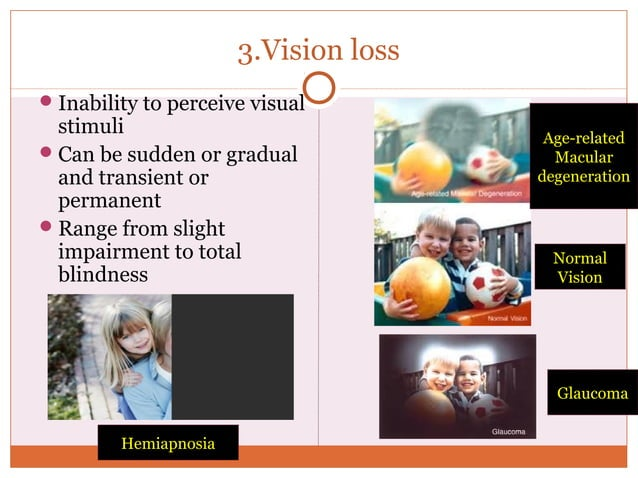 3.Vision loss
Inability to perceive visual
stimuli
Can be sudden or gradual
and transient or
permanent
Range from slight
impairment to total
blindness
Hemiapnosia
Age-related Macular Degeneration
Age-related
Macular
degeneration
Normal Vision
Normal
Vision
Glaucoma
Glaucoma